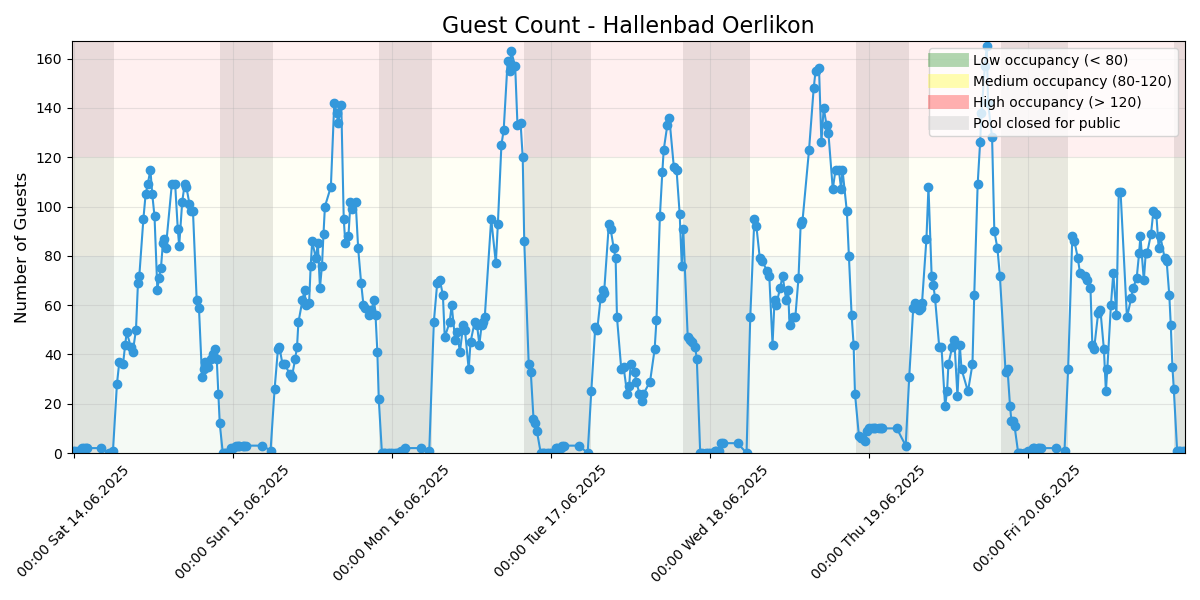 Guest Count - Hallenbad Oerlikon
Number of Guests
160
140
120
100
80
60
40
20
0
Low occupancy (< 80)
Medium occupancy (80-120)
High occupancy (> 120)
Pool closed for public
00:00 Sat 14.06.2025
00:00 Sun 15.06.2025
00:00 Mon 16.06.2025
00:00 Tue 17.06.2025
00:00 Wed 18.06.2025
00:00 Thu 19.06.2025
00:00 Fri 20.06.2025